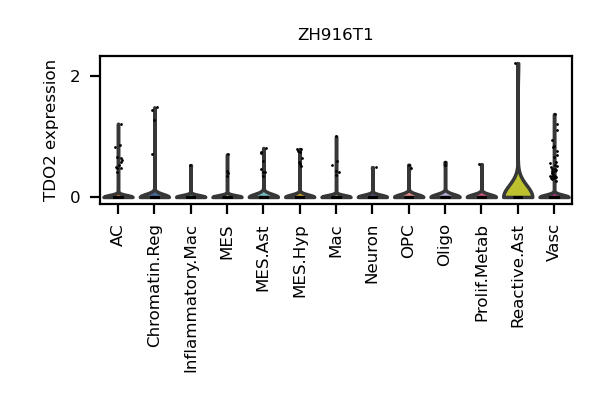 ZH916T1
TDO2 expression
2
0
AC
Chromatin.Reg
Inflammatory.Mac
MES
MES.Ast
MES.Hyp
Mac
Neuron
OPC
Oligo
Prolif.Metab
Reactive.Ast
Vasc